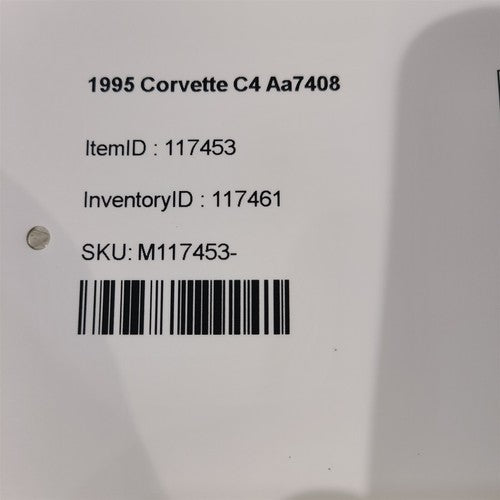 1995 Corvette C4 Aa7408
ItemID : 117453
InventoryID : 117461
SKU: M117453-